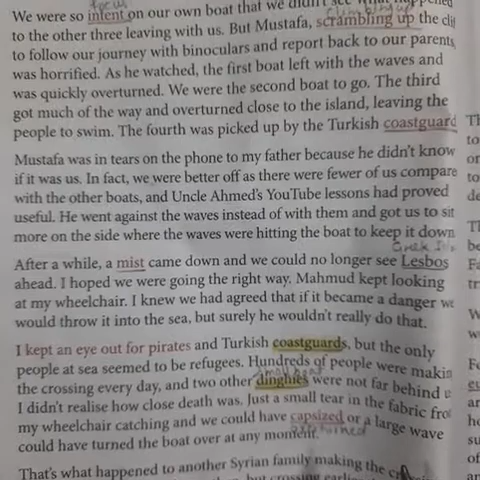 focus
We were so intent on our own boat that we didn't see what happened
climbing up
to the other three leaving with us. But Mustafa, scrambling up the cli
to follow our journey with binoculars and report back to our parents,
was horrified. As he watched, the first boat left with the waves and
was quickly overturned. We were the second boat to go. The third
got much of the way and overturned close to the island, leaving the
people to swim. The fourth was picked up by the Turkish coastguard
Mustafa was in tears on the phone to my father because he didn't know
if it was us. In fact, we were better off as there were fewer of us compare
with the other boats, and Uncle Ahmed's YouTube lessons had proved
useful. He went against the waves instead of with them and got us to sit
more on the side where the waves were hitting the boat to keep it down
After a while, a mist came down and we could no longer see Lesbos
ahead. I hoped we were going the right way. Mahmud kept looking
at my wheelchair. I knew we had agreed that if it became a danger we
would throw it into the sea, but surely he wouldn't really do that.
I kept an eye out for pirates and Turkish coastguards, but the only
people at sea seemed to be refugees. Hundreds of people were makin
small boat
the crossing every day, and two other dinghies were not far behind u
I didn't realise how close death was. Just a small tear in the fabric fro
my wheelchair catching and we could have capsized or a large wave
could have turned the boat over at any moment.
That's what happened to another Syrian family making the